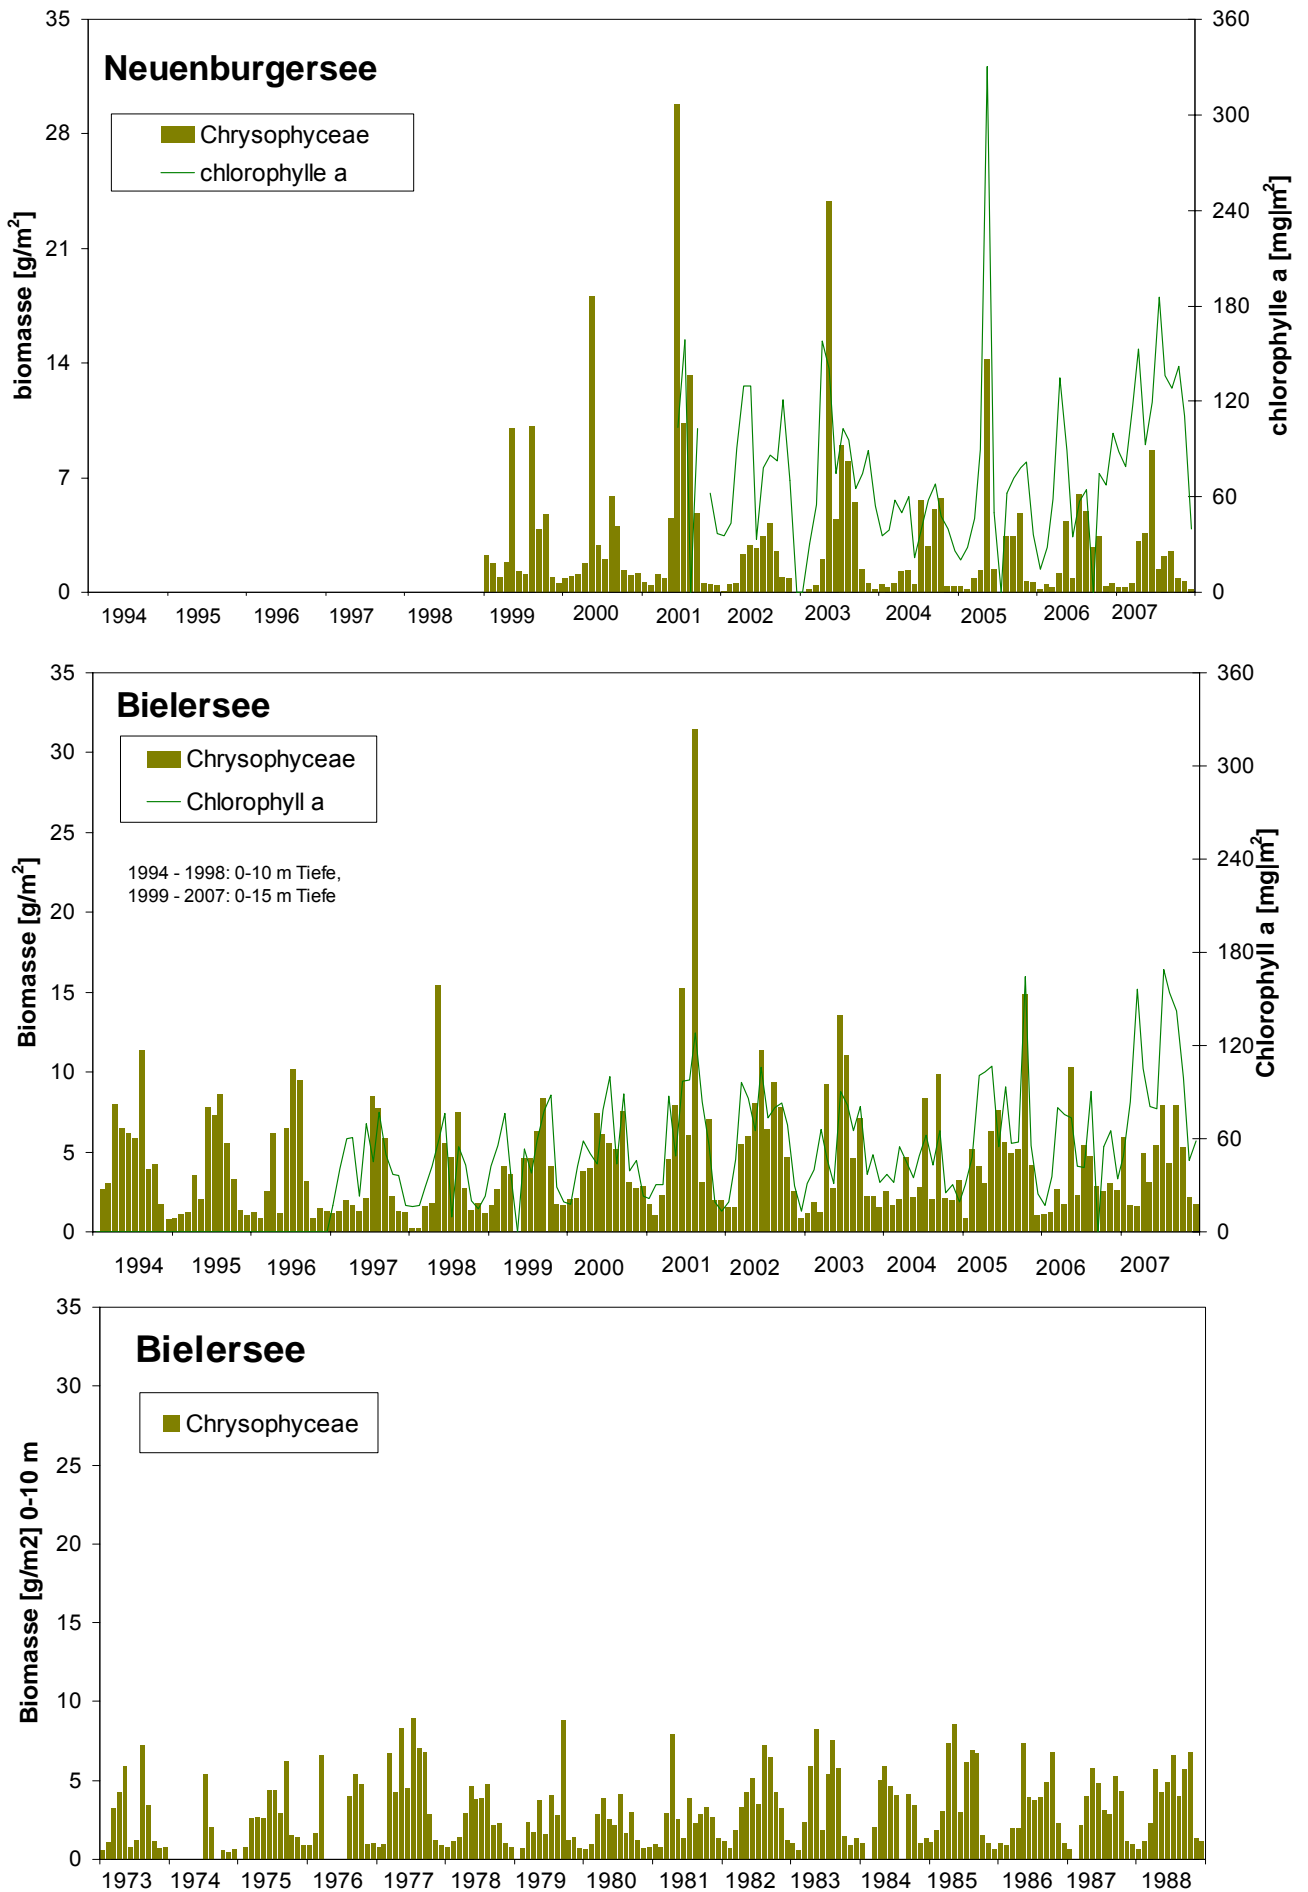 Neuenburgersee
Chrysophyceae
chlorophylle a
biomasse [g/m²]
chlorophylle a [mg|m²]
35
28
21
14
7
0
360
300
240
180
120
60
0
1994 1995 1996 1997 1998 1999 2000 2001 2002 2003 2004 2005 2006 2007
Bielersee
Chrysophyceae
Chlorophyll a
1994 - 1998: 0-10 m Tiefe,
1999 - 2007: 0-15 m Tiefe
Biomasse [g/m²]
Chlorophyll a [mg|m²]
35
30
25
20
15
10
5
0
360
300
240
180
120
60
0
1994 1995 1996 1997 1998 1999 2000 2001 2002 2003 2004 2005 2006 2007
Bielersee
Chrysophyceae
Biomasse [g/m2] 0-10 m
35
30
25
20
15
10
5
0
1973 1974 1975 1976 1977 1978 1979 1980 1981 1982 1983 1984 1985 1986 1987 1988